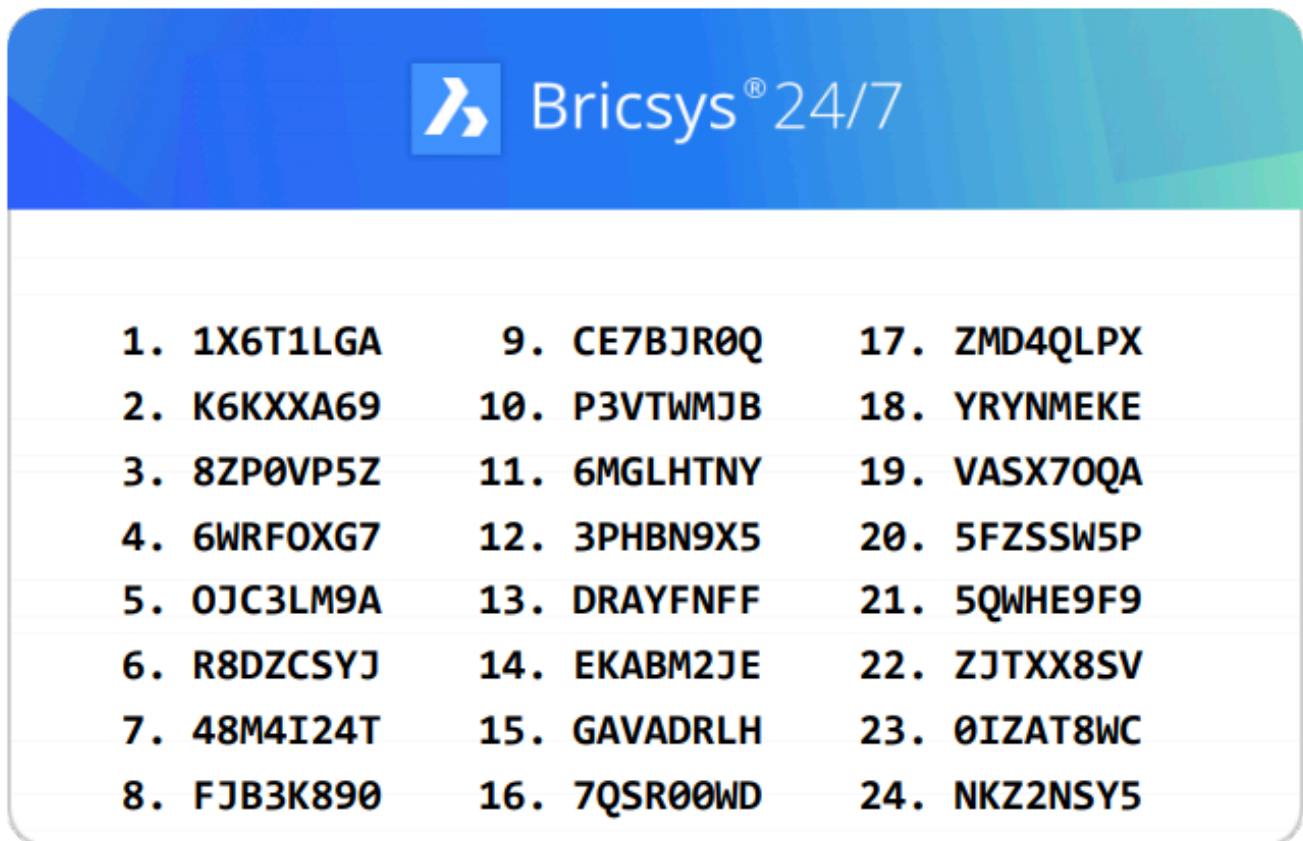 Bricsys® 24/7
1. 1X6T1LGA 9. CE7BJR0Q 17. ZMD4QLPX
2. K6KXXA69 10. P3VTWMJB 18. YRYNMEKE
3. 8ZP0VP5Z 11. 6MGLHTNY 19. VASX7OQA
4. 6WRFOXG7 12. 3PHBN9X5 20. 5FZSSW5P
5. OJC3LM9A 13. DRAYFNFF 21. 5QWHE9F9
6. R8DZCSYJ 14. EKABM2JE 22. ZJTXX8SV
7. 48M4I24T 15. GAVADRLH 23. 0IZAT8WC
8. FJB3K890 16. 7QSR00WD 24. NKZ2NSY5